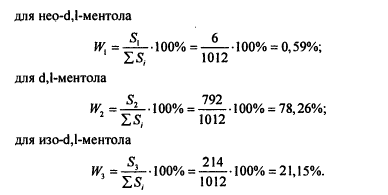 для нео-d,l-ментола
W₁ = S₁/∑Sᵢ · 100% = 6/1012 · 100% = 0,59%;
для d,l-ментола
W₂ = S₂/∑Sᵢ · 100% = 792/1012 · 100% = 78,26%;
для изо-d,l-ментола
W₃ = S₃/∑Sᵢ · 100% = 214/1012 · 100% = 21,15%.